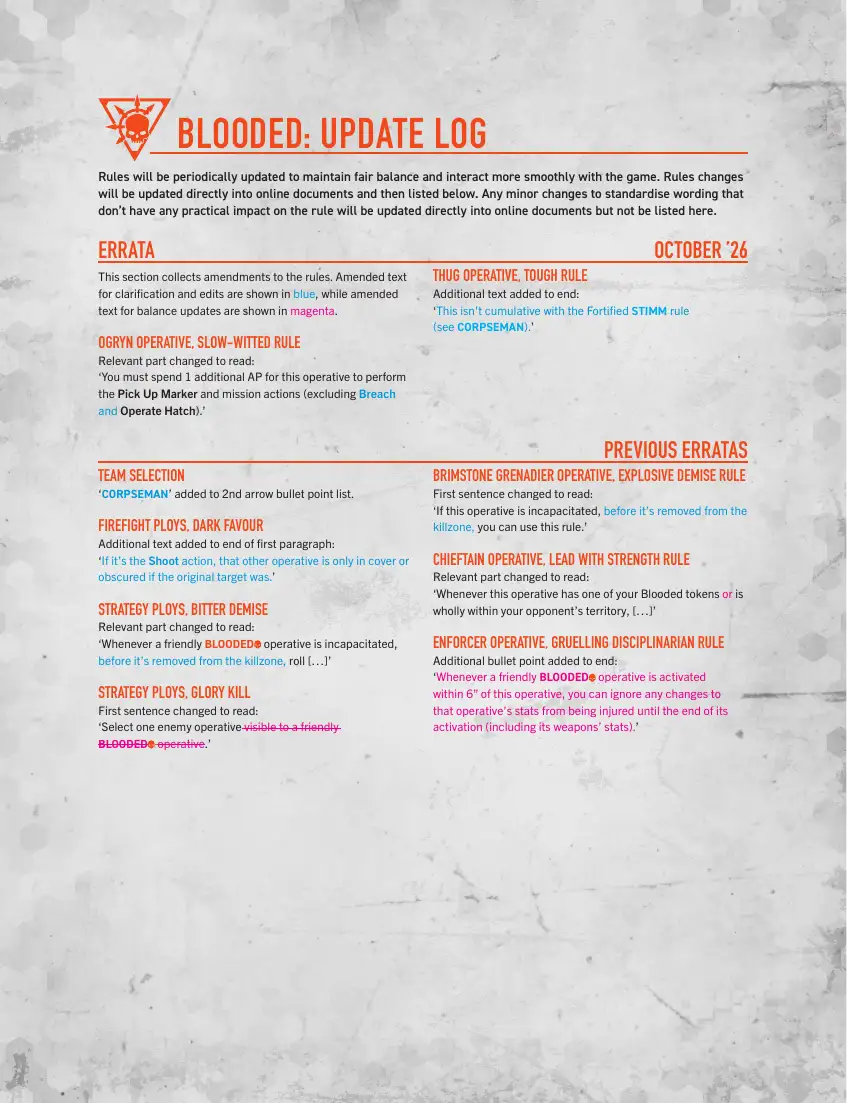 BLOODED: UPDATE LOG
Rules will be periodically updated to maintain fair balance and interact more smoothly with the game. Rules changes
will be updated directly into online documents and then listed below. Any minor changes to standardise wording that
don't have any practical impact on the rule will be updated directly into online documents but not be listed here.
ERRATA
OCTOBER '26
This section collects amendments to the rules. Amended text
for clarification and edits are shown in blue, while amended
text for balance updates are shown in magenta.
OGRYN OPERATIVE, SLOW-WITTED RULE
Relevant part changed to read:
'You must spend 1 additional AP for this operative to perform
the Pick Up Marker and mission actions (excluding Breach
and Operate Hatch).'
THUG OPERATIVE, TOUGH RULE
Additional text added to end:
'This isn't cumulative with the Fortified STIMM rule
(see CORPSEMAN).'
PREVIOUS ERRATAS
TEAM SELECTION
'CORPSEMAN' added to 2nd arrow bullet point list.
FIREFIGHT PLOYS, DARK FAVOUR
Additional text added to end of first paragraph:
'If it's the Shoot action, that other operative is only in cover or
obscured if the original target was.'
STRATEGY PLOYS, BITTER DEMISE
Relevant part changed to read:
'Whenever a friendly BLOODED operative is incapacitated,
before it's removed from the killzone, roll […]'
STRATEGY PLOYS, GLORY KILL
First sentence changed to read:
'Select one enemy operative visible to a friendly
BLOODED operative.'
BRIMSTONE GRENADIER OPERATIVE, EXPLOSIVE DEMISE RULE
First sentence changed to read:
'If this operative is incapacitated, before it's removed from the
killzone, you can use this rule.'
CHIEFTAIN OPERATIVE, LEAD WITH STRENGTH RULE
Relevant part changed to read:
'Whenever this operative has one of your Blooded tokens or is
wholly within your opponent's territory, […]'
ENFORCER OPERATIVE, GRUELLING DISCIPLINARIAN RULE
Additional bullet point added to end:
'Whenever a friendly BLOODED operative is activated
within 6" of this operative, you can ignore any changes to
that operative's stats from being injured until the end of its
activation (including its weapons' stats).'